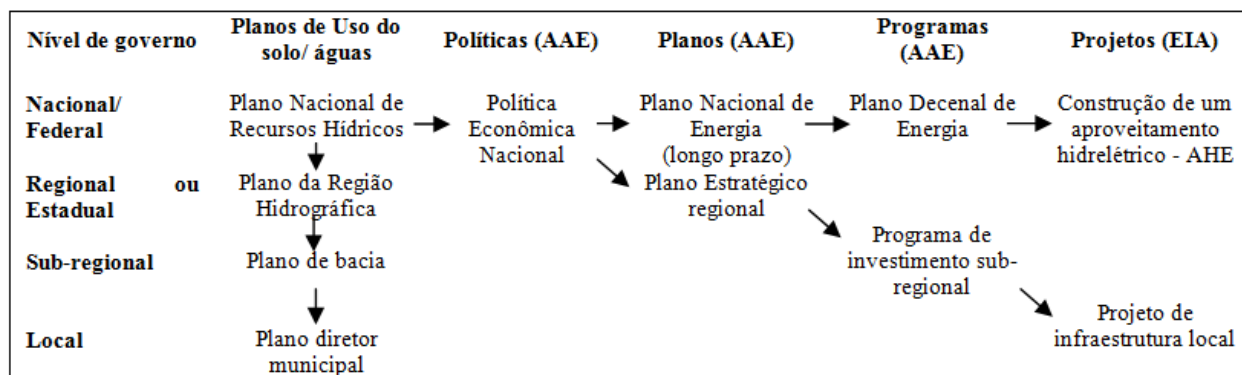 Nível de governo
Planos de Uso do
solo/ águas
Políticas (AAE)
Planos (AAE)
Programas
(AAE)
Projetos (EIA)
Nacional/
Federal
Plano Nacional de
Recursos Hídricos
Política
Econômica
Nacional
Plano Nacional de
Energia
(longo prazo)
Plano Decenal de
Energia
Construção de um
aproveitamento
hidrelétrico - AHE
Regional ou
Estadual
Plano da Região
Hidrográfica
Plano Estratégico
regional
Sub-regional
Plano de bacia
Programa de
investimento sub-
regional
Local
Plano diretor
municipal
Projeto de
infraestrutura local